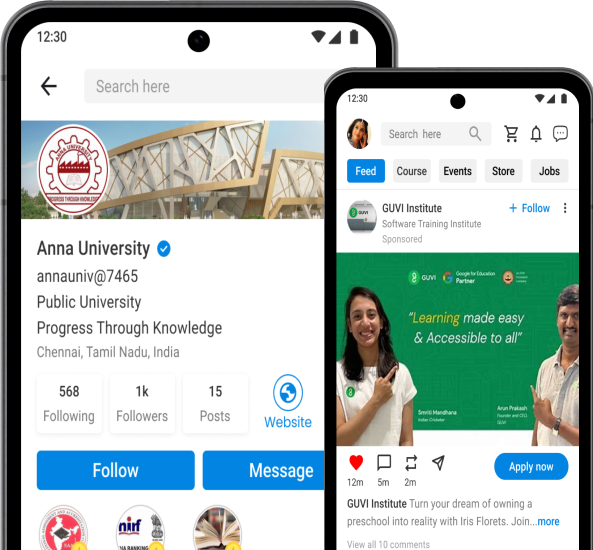 12:30
Search here
ANNA UNIVERSITY
PROGRESS THROUGH KNOWLEDGE
Anna University
annauniv@7465
Public University
Progress Through Knowledge
Chennai, Tamil Nadu, India
568
Following
1k
Followers
15
Posts
Website
Follow
Message
nirf
12:30
Search here
Feed
Course
Events
Store
Jobs
GUVI
GUVI Institute
Software Training Institute
Sponsored
+ Follow
GUVI
Google for Education
Partner
"Learning made easy
& Accessible to all"
Smriti Mandhana
Indian Cricketer
Arun Prakash
Founder and CEO,
GUVI
12m
5m
2m
Apply now
GUVI Institute Turn your dream of owning a
preschool into reality with Iris Florets. Join...more
View all 10 comments